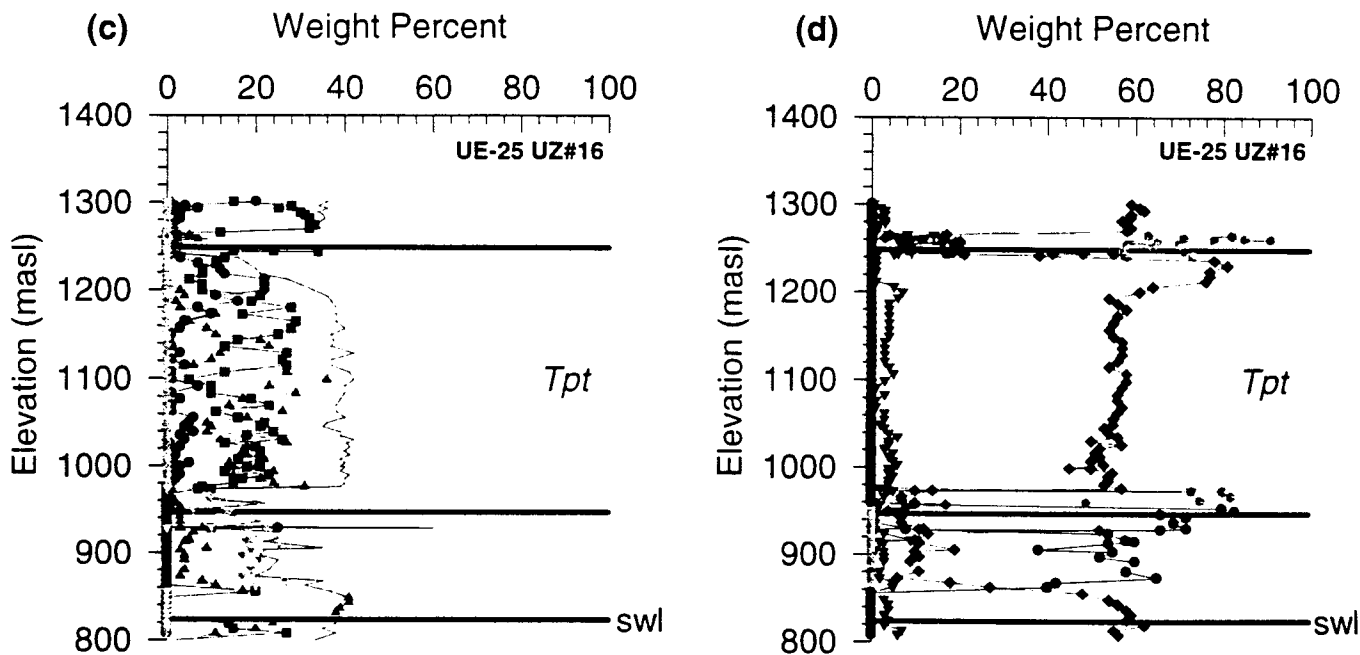 (c) Weight Percent
0 20 40 60 80 100
1400
UE-25 UZ#16
1300
1200
Elevation (masl)
1100
Tpt
1000
900
swl
800
(d) Weight Percent
0 20 40 60 80 100
1400
UE-25 UZ#16
1300
1200
Elevation (masl)
1100
Tpt
1000
900
swl
800